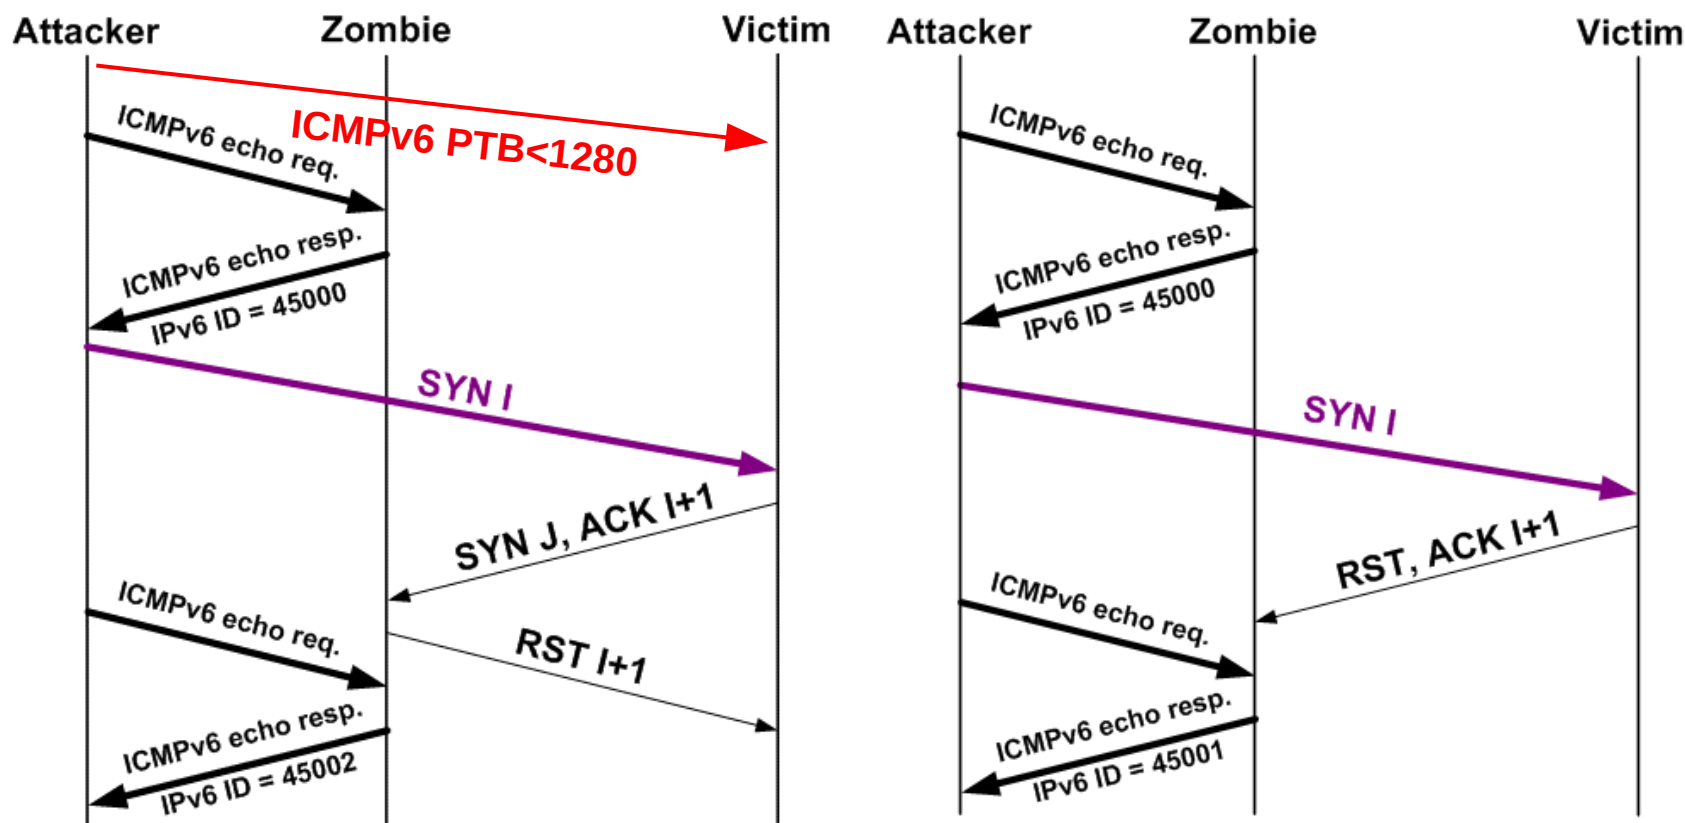 Attacker
Zombie
Victim
ICMPv6 PTB<1280
ICMPv6 echo req.
ICMPv6 echo resp.
IPv6 ID = 45000
SYN I
SYN J, ACK I+1
ICMPv6 echo req.
RST I+1
ICMPv6 echo resp.
IPv6 ID = 45002
Attacker
Zombie
Victim
ICMPv6 echo req.
ICMPv6 echo resp.
IPv6 ID = 45000
SYN I
RST, ACK I+1
ICMPv6 echo req.
ICMPv6 echo resp.
IPv6 ID = 45001